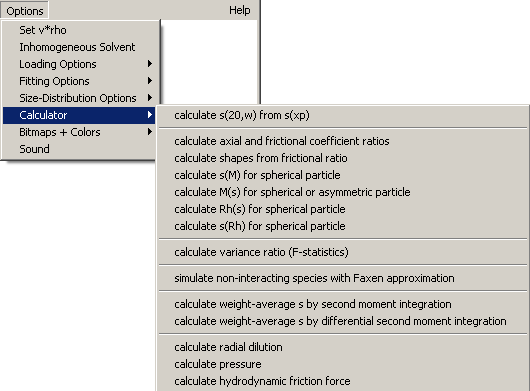 Options Help
Set v*rho
Inhomogeneous Solvent
Loading Options
Fitting Options
Size-Distribution Options
Calculator
Bitmaps + Colors
Sound
calculate s(20,w) from s(xp)
calculate axial and frictional coefficient ratios
calculate shapes from frictional ratio
calculate s(M) for spherical particle
calculate M(s) for spherical or asymmetric particle
calculate Rh(s) for spherical particle
calculate s(Rh) for spherical particle
calculate variance ratio (F-statistics)
simulate non-interacting species with Faxen approximation
calculate weight-average s by second moment integration
calculate weight-average s by differential second moment integration
calculate radial dilution
calculate pressure
calculate hydrodynamic friction force